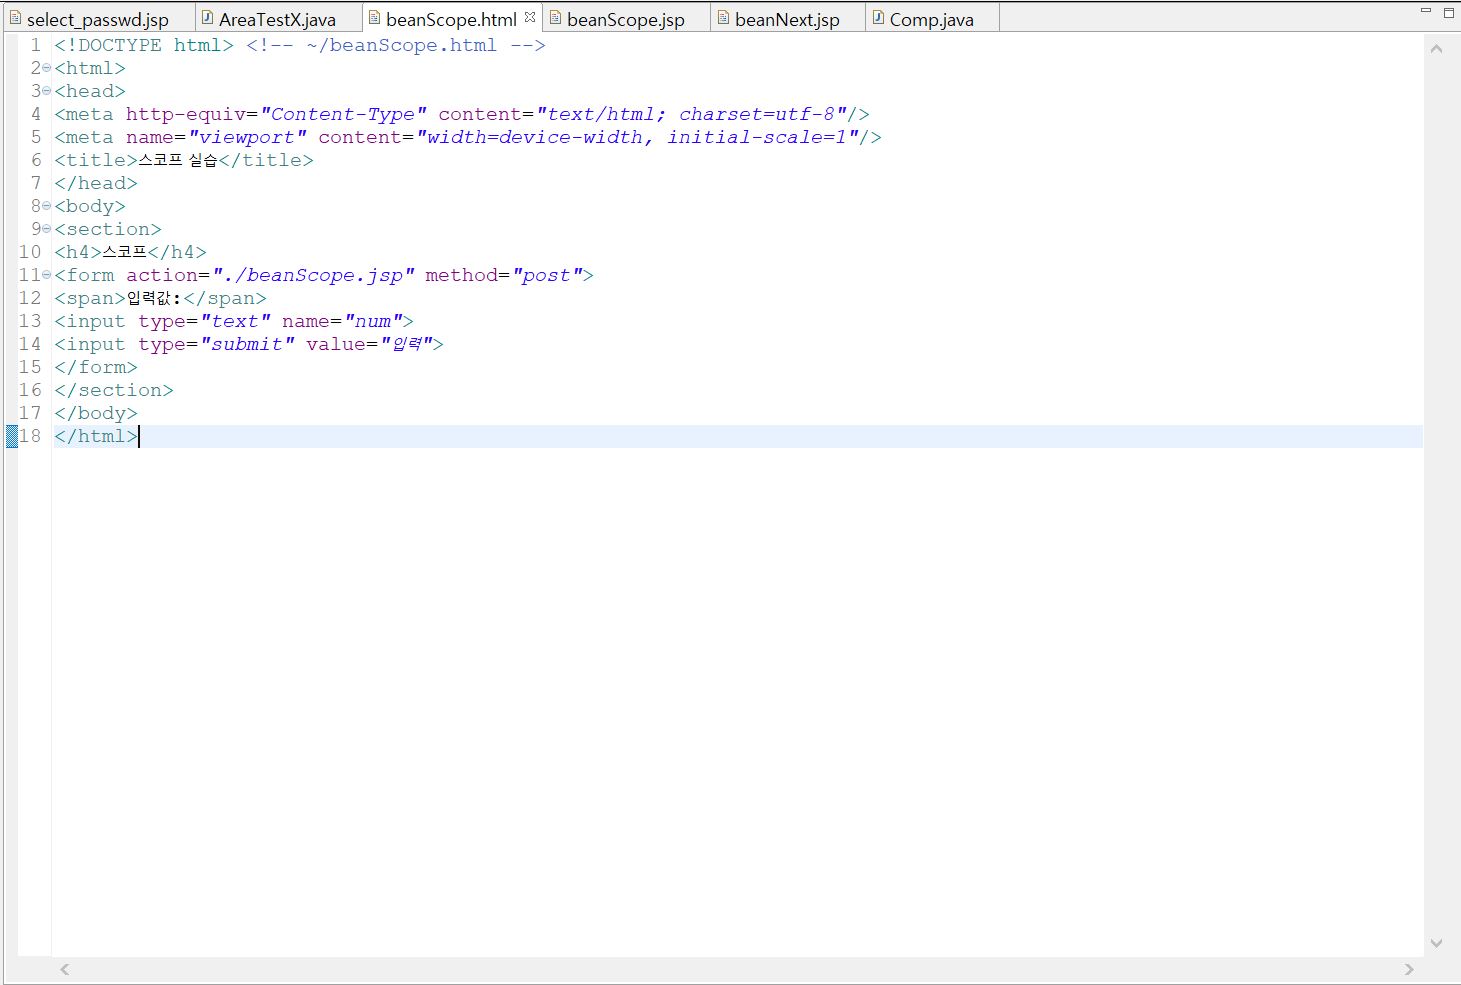 select_passwd.jsp AreaTestX.java beanScope.html beanScope.jsp beanNext.jsp Comp.java
1 <!DOCTYPE html> <!-- ~/beanScope.html -->
2 <html>
3 <head>
4 <meta http-equiv="Content-Type" content="text/html; charset=utf-8"/>
5 <meta name="viewport" content="width=device-width, initial-scale=1"/>
6 <title>스코프 실습</title>
7 </head>
8 <body>
9 <section>
10 <h4>스코프</h4>
11 <form action="./beanScope.jsp" method="post">
12 <span>입력값:</span>
13 <input type="text" name="num">
14 <input type="submit" value="입력">
15 </form>
16 </section>
17 </body>
18 </html>